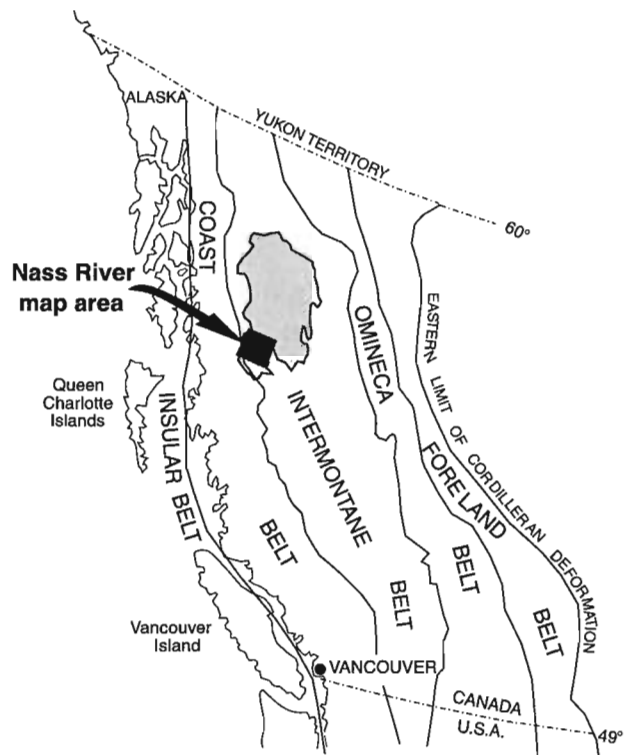 ALASKA
YUKON TERRITORY
60°
COAST
BELT
Nass River
map area
Queen
Charlotte
Islands
INSULAR BELT
INTERMONTANE
BELT
OMINECA
BELT
FORELAND
BELT
EASTERN LIMIT OF CORDILLERAN DEFORMATION
Vancouver
Island
VANCOUVER
CANADA
U.S.A.
49°